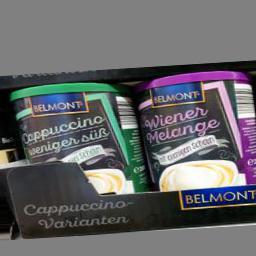 BELMONT
Cappuccino
weniger süß
BELMONT
Wiener
Melange
BELMONT
Cappuccino-
Varianten